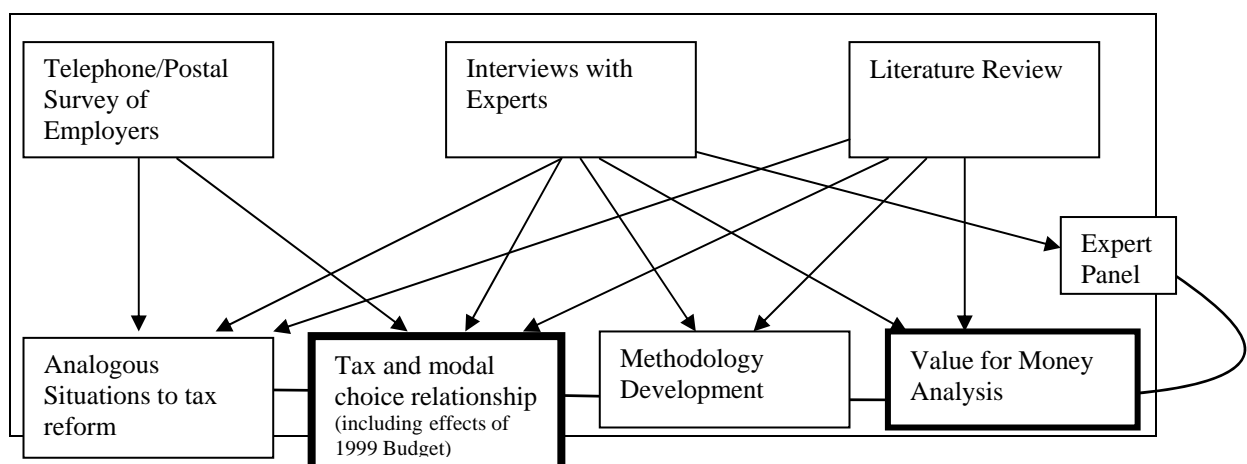 Telephone/Postal
Survey of
Employers
Interviews with
Experts
Literature Review
Expert
Panel
Analogous
Situations to tax
reform
Tax and modal
choice relationship
(including effects of
1999 Budget)
Methodology
Development
Value for Money
Analysis